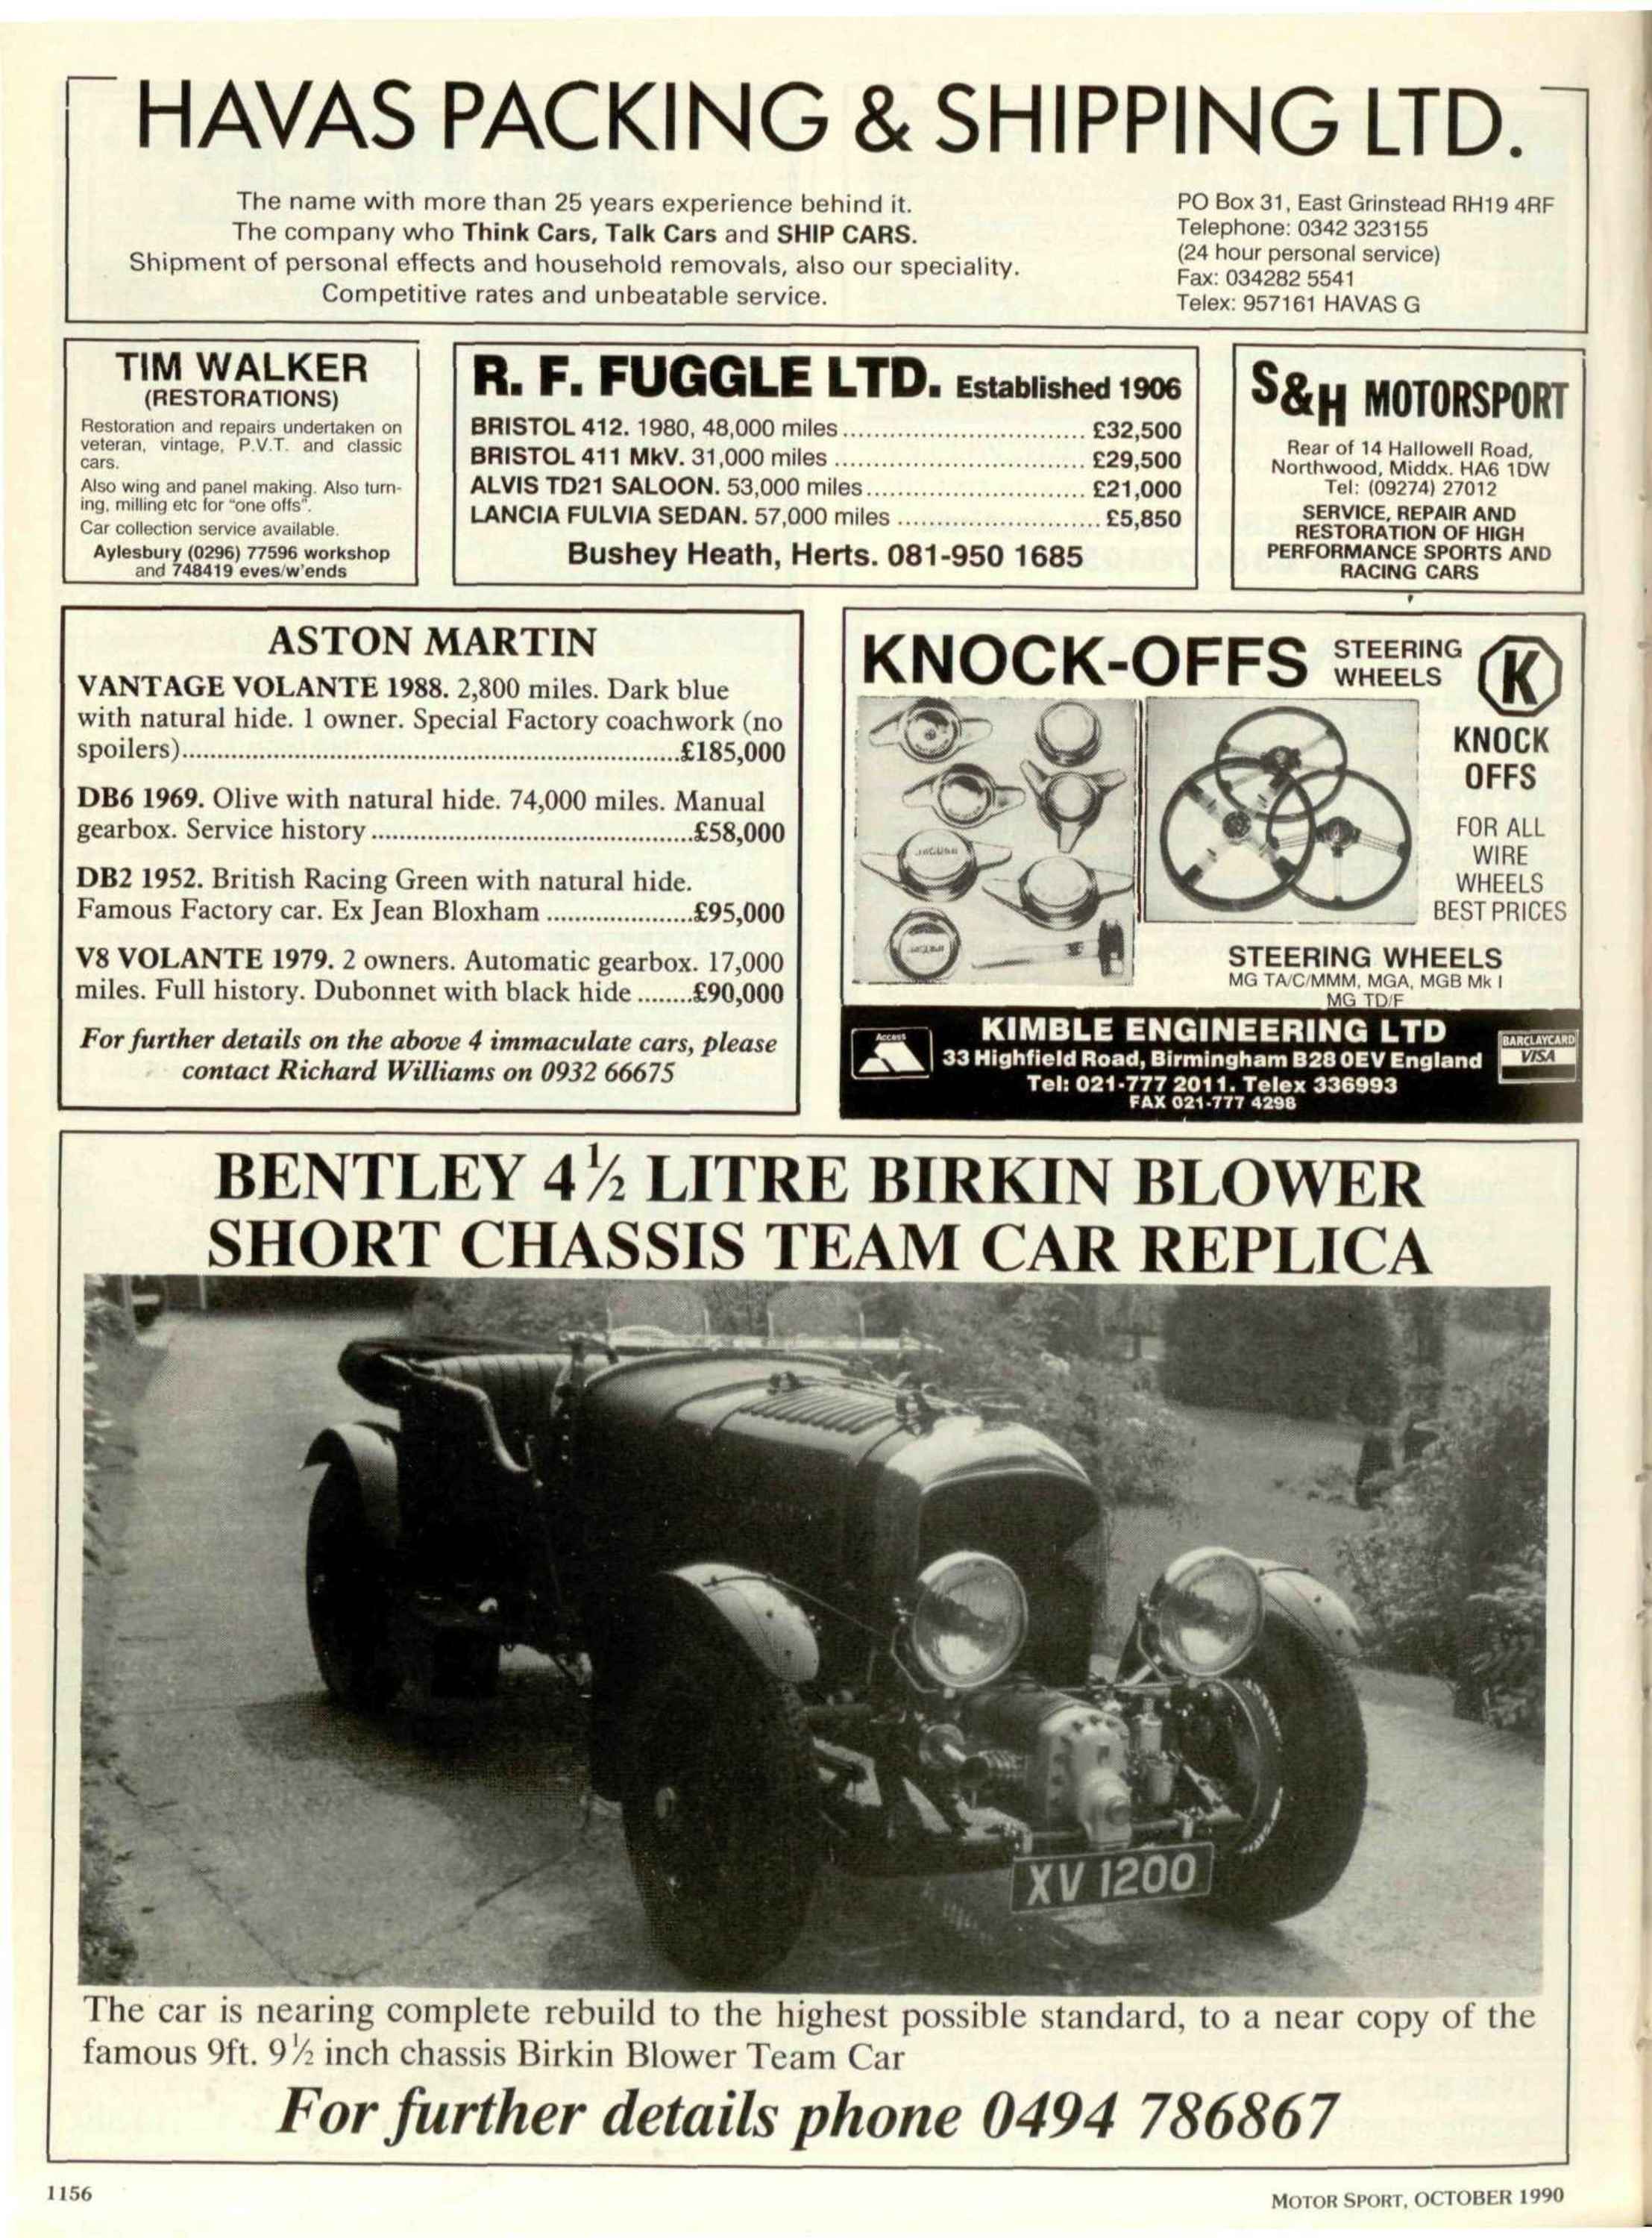 HAVAS PACKING & SHIPPING LTD.
The name with more than 25 years experience behind it.
The company who Think Cars, Talk Cars and SHIP CARS.
Shipment of personal effects and household removals, also our speciality.
Competitive rates and unbeatable service.
PO Box 31, East Grinstead RH19 4RF
Telephone: 0342 323155
(24 hour personal service)
Fax: 034282 5541
Telex: 957161 HAVAS G
TIM WALKER
(RESTORATIONS)
Restoration and repairs undertaken on
veteran, vintage, P.V.T. and classic
cars.
Also wing and panel making. Also turn-
ing, milling etc for "one offs".
Car collection service available.
Aylesbury (0296) 77596 workshop
and 748419 eves/w'ends
R. F. FUGGLE LTD. Established 1906
BRISTOL 412. 1980, 48,000 miles .............................. £32,500
BRISTOL 411 MkV. 31,000 miles ............................... £29,500
ALVIS TD21 SALOON. 53,000 miles........................... £21,000
LANCIA FULVIA SEDAN. 57,000 miles ......................... £5,850
Bushey Heath, Herts. 081-950 1685
S&H MOTORSPORT
Rear of 14 Hallowell Road,
Northwood, Middx. HA6 1DW
Tel: (09274) 27012
SERVICE, REPAIR AND
RESTORATION OF HIGH
PERFORMANCE SPORTS AND
RACING CARS
ASTON MARTIN
VANTAGE VOLANTE 1988. 2,800 miles. Dark blue
with natural hide. 1 owner. Special Factory coachwork (no
spoilers)......................................................................£185,000
DB6 1969. Olive with natural hide. 74,000 miles. Manual
gearbox. Service history .............................................£58,000
DB2 1952. British Racing Green with natural hide.
Famous Factory car. Ex Jean Bloxham .....................£95,000
V8 VOLANTE 1979. 2 owners. Automatic gearbox. 17,000
miles. Full history. Dubonnet with black hide ........£90,000
For further details on the above 4 immaculate cars, please
contact Richard Williams on 0932 66675
KNOCK-OFFS
STEERING
WHEELS
K
KNOCK
OFFS
FOR ALL
WIRE
WHEELS
BEST PRICES
JAGUAR
JAGUAR
STEERING WHEELS
MG TA/C/MMM, MGA, MGB Mk I
MG TD/F
Access
KIMBLE ENGINEERING LTD
33 Highfield Road, Birmingham B28 0EV England
Tel: 021-777 2011. Telex 336993
FAX 021-777 4298
BARCLAYCARD
VISA
BENTLEY 4½ LITRE BIRKIN BLOWER
SHORT CHASSIS TEAM CAR REPLICA
XV 1200
The car is nearing complete rebuild to the highest possible standard, to a near copy of the
famous 9ft. 9½ inch chassis Birkin Blower Team Car
For further details phone 0494 786867
1156
MOTOR SPORT, OCTOBER 1990